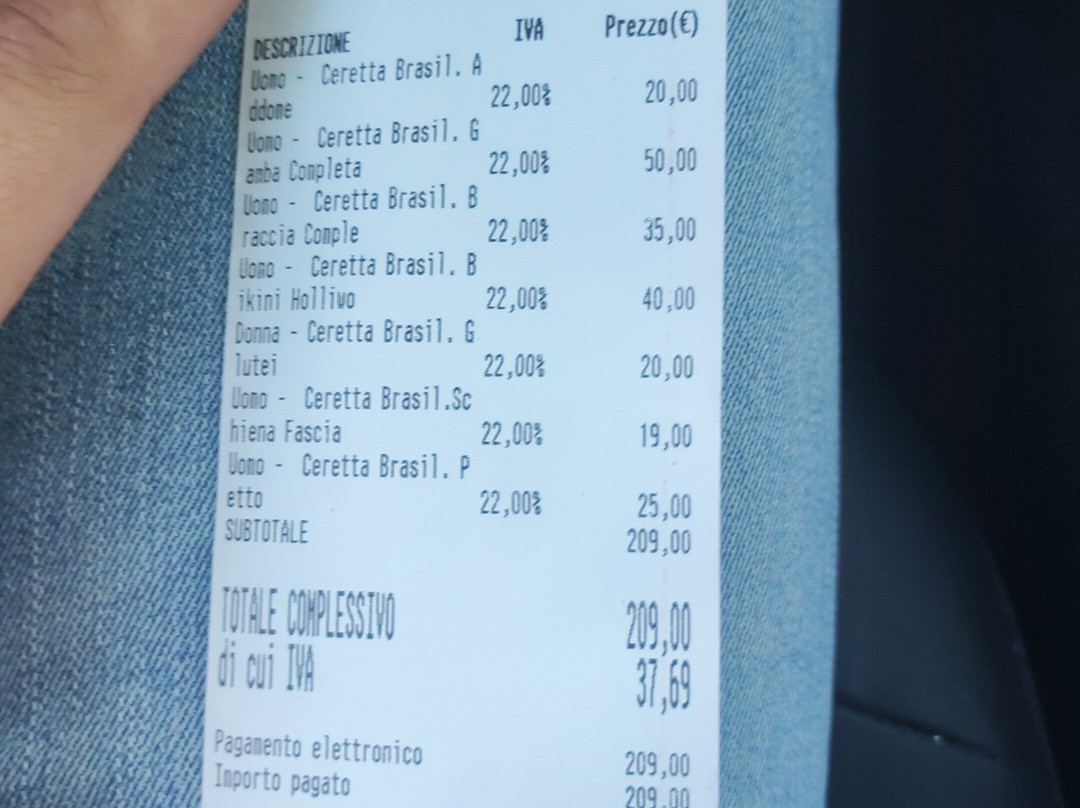 DESCRIZIONE IVA Prezzo(€)
Uomo - Ceretta Brasil. A
ddome 22,00% 20,00
Uomo - Ceretta Brasil. G
amba Completa 22,00% 50,00
Uomo - Ceretta Brasil. B
raccia Comple 22,00% 35,00
Uomo - Ceretta Brasil. B
ikini Hollivo 22,00% 40,00
Donna - Ceretta Brasil. G
lutei 22,00% 20,00
Uomo - Ceretta Brasil.Sc
hiena Fascia 22,00% 19,00
Uomo - Ceretta Brasil. P
etto 22,00% 25,00
SUBTOTALE 209,00
TOTALE COMPLESSIVO 209,00
di cui IVA 37,69
Pagamento elettronico 209,00
Importo pagato 209,00